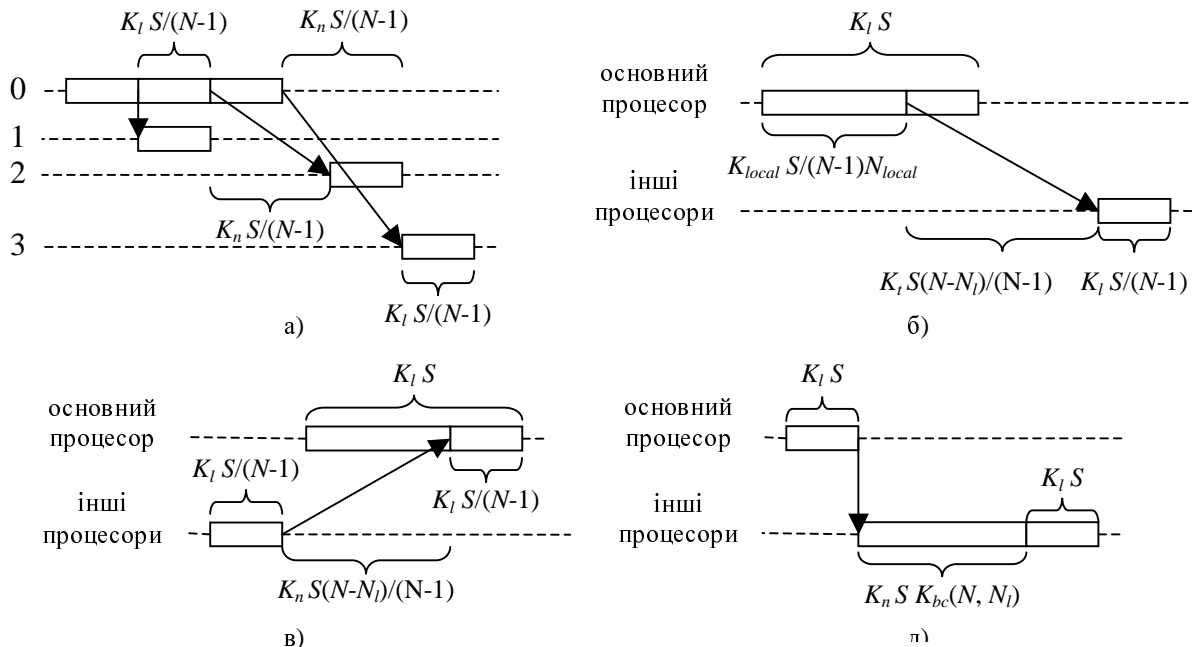 K_l S/(N-1)
K_n S/(N-1)
0
1
2
3
K_n S/(N-1)
K_l S/(N-1)
а)
K_l S
основний
процесор
K_local S/(N-1)N_local
інші
процесори
K_t S(N-N_l)/(N-1)
K_l S/(N-1)
б)
K_l S
основний
процесор
K_l S/(N-1)
K_l S/(N-1)
інші
процесори
K_n S(N-N_l)/(N-1)
в)
K_l S
основний
процесор
K_l S
інші
процесори
K_n S K_bc(N, N_l)